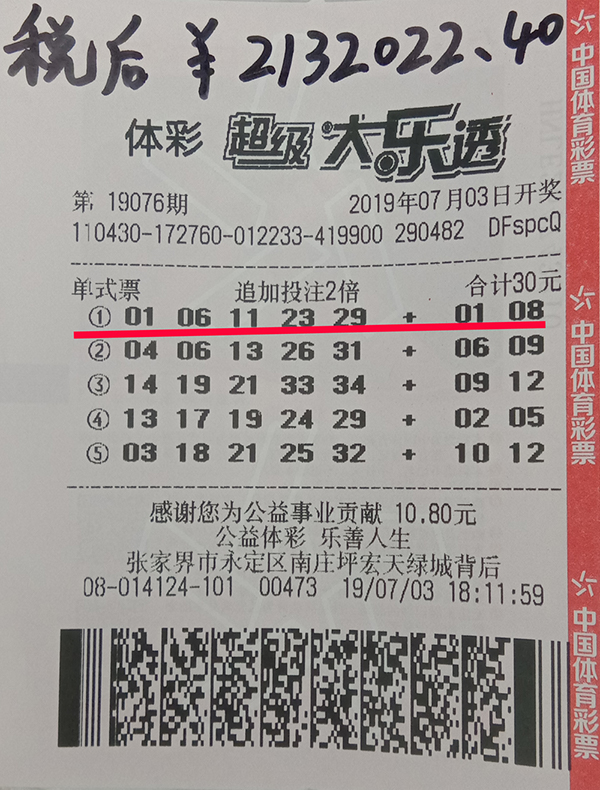 税后 ¥ 2132022.40
体彩 超级大乐透
第 19076期 2019年07月03日开奖
110430-172760-012233-419900 290482 DFspcQ
单式票 追加投注2倍 合计30元
① 01 06 11 23 29 + 01 08
② 04 06 13 26 31 + 06 09
③ 14 19 21 33 34 + 09 12
④ 13 17 19 24 29 + 02 05
⑤ 03 18 21 25 32 + 10 12
感谢您为公益事业贡献 10.80元
公益体彩 乐善人生
张家界市永定区南庄坪宏天绿城背后
08-014124-101 00473 19/07/03 18:11:59
中国体育彩票
中国体育彩票
中国体育彩票